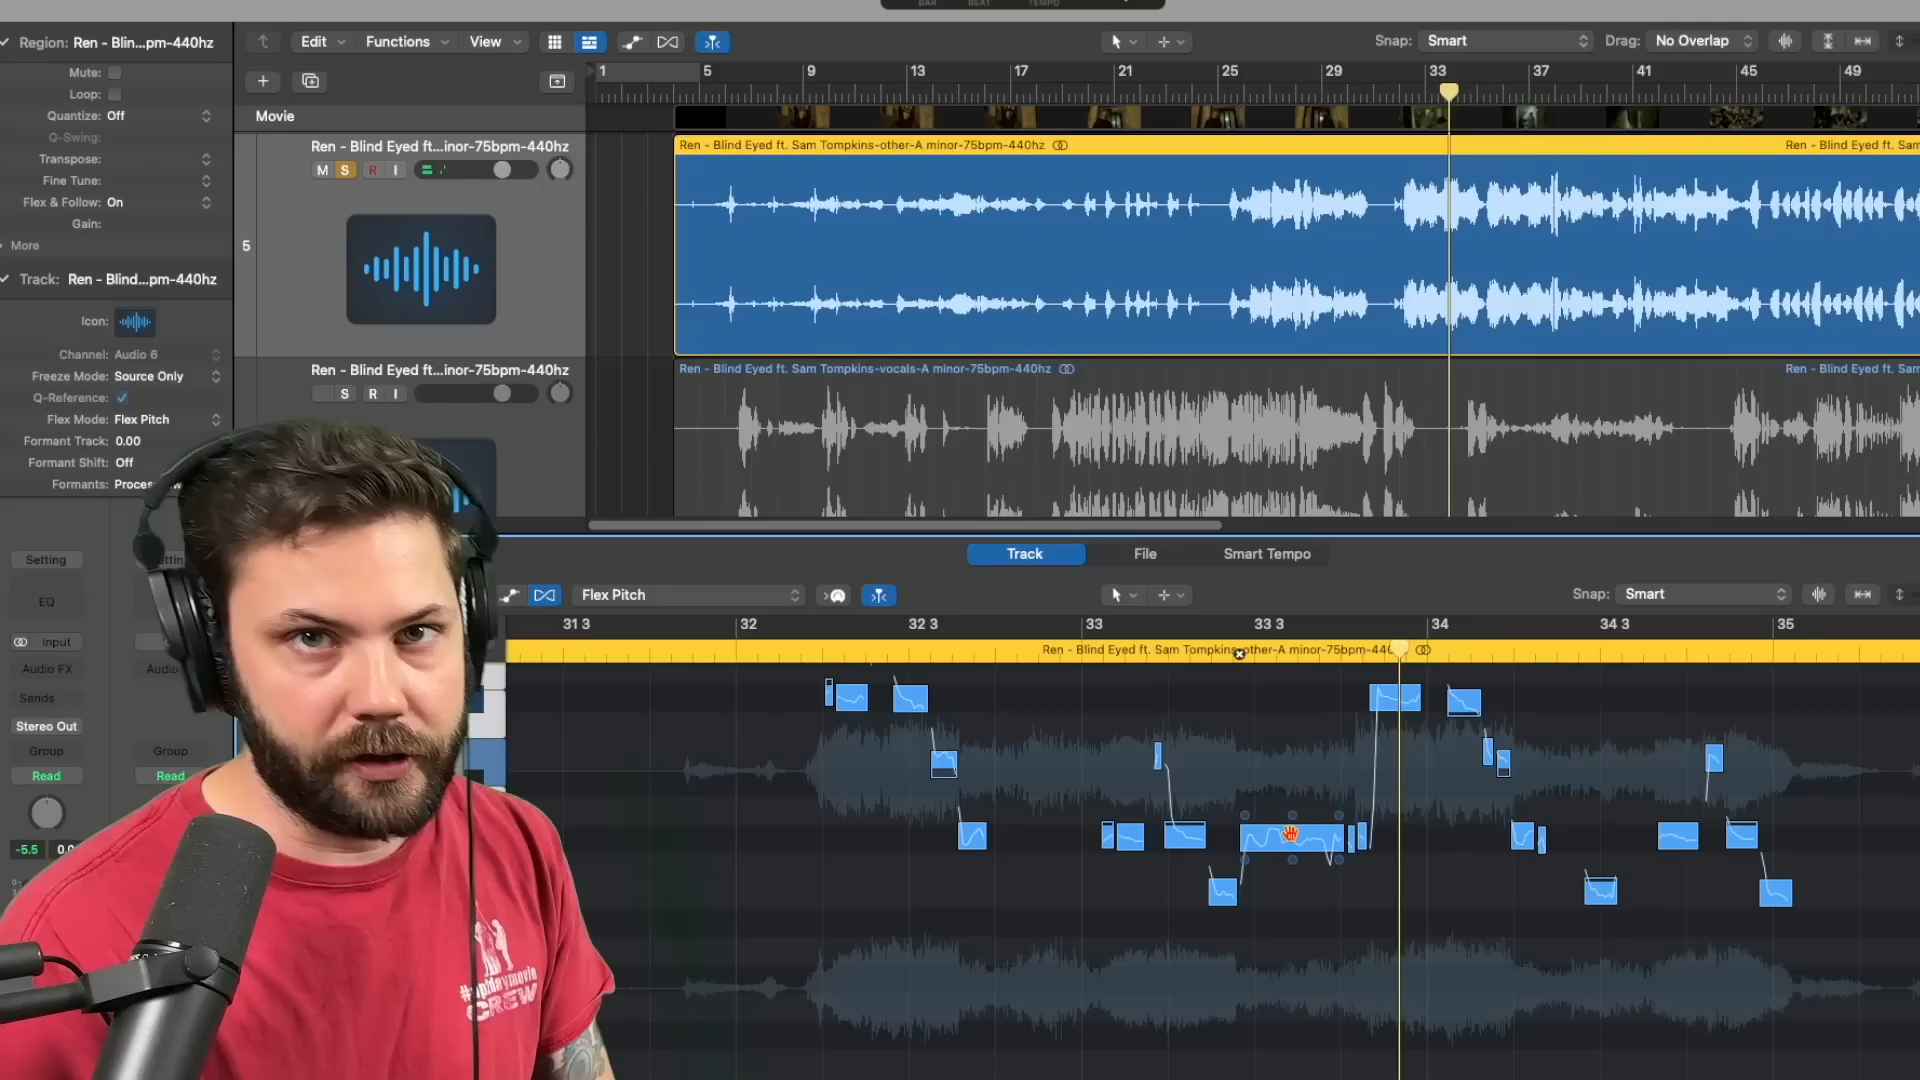 BAR BEAT TEMPO
Region: Ren - Blin...pm-440hz
Mute:
Loop:
Quantize: Off
Q-Swing:
Transpose:
Fine Tune:
Flex & Follow: On
Gain:
More
Track: Ren - Blind...pm-440hz
Icon:
Channel: Audio 6
Freeze Mode: Source Only
Q-Reference:
Flex Mode: Flex Pitch
Formant Track: 0.00
Formant Shift: Off
Formants:
Edit Functions View
Snap: Smart Drag: No Overlap
1 5 9 13 17 21 25 29 33 37 41 45 49
Movie
5
Ren - Blind Eyed ft...inor-75bpm-440hz
M S R I
Ren - Blind Eyed ft. Sam Tompkins-other-A minor-75bpm-440hz
Ren - Blind Eyed ft. Sam
Ren - Blind Eyed ft...inor-75bpm-440hz
S R I
Ren - Blind Eyed ft. Sam Tompkins-vocals-A minor-75bpm-440hz
Ren - Blind Eyed ft. Sam
Track File Smart Tempo
Flex Pitch
Snap: Smart
31 3 32 32 3 33 33 3 34 34 3 35
Ren - Blind Eyed ft. Sam Tompkins-other-A minor-75bpm-440
Setting
EQ
Input
Audio FX
Audio
Sends
Stereo Out
Group
Group
Read
Read
-5.5
CREW